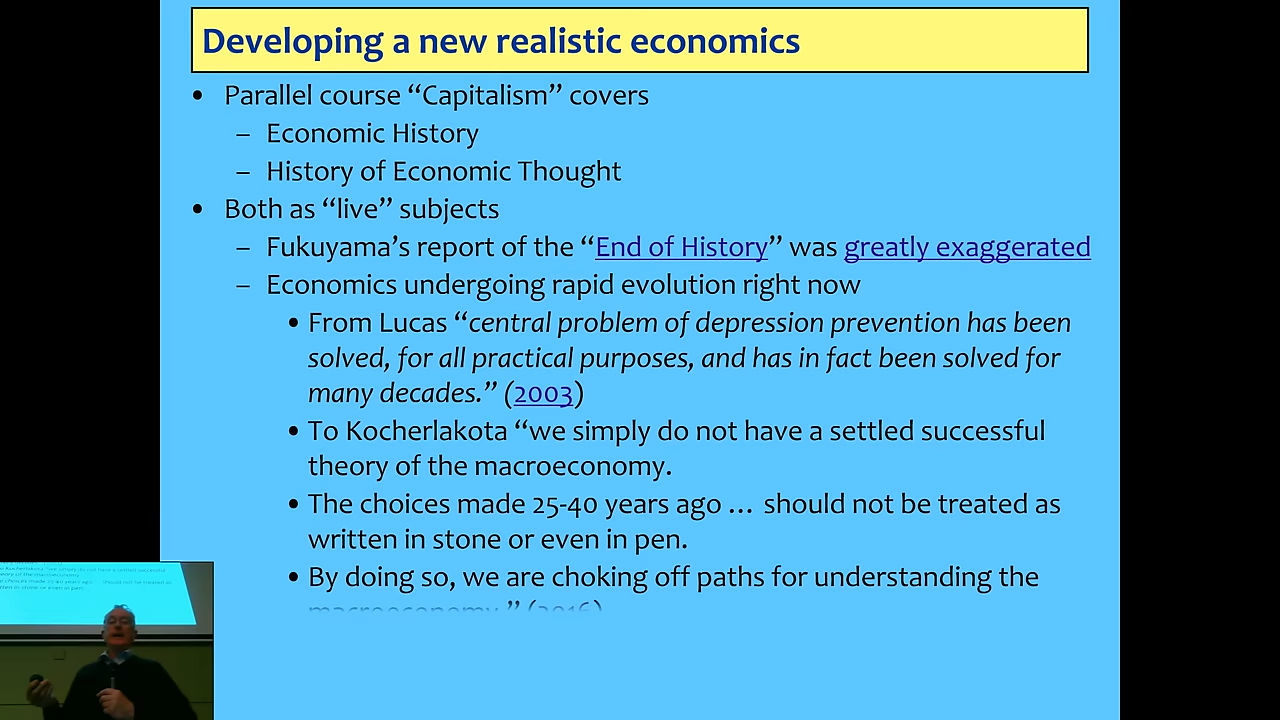 Developing a new realistic economics
• Parallel course “Capitalism” covers
– Economic History
– History of Economic Thought
• Both as “live” subjects
– Fukuyama’s report of the “End of History” was greatly exaggerated
– Economics undergoing rapid evolution right now
• From Lucas “central problem of depression prevention has been
solved, for all practical purposes, and has in fact been solved for
many decades.” (2003)
• To Kocherlakota “we simply do not have a settled successful
theory of the macroeconomy.
• The choices made 25-40 years ago … should not be treated as
written in stone or even in pen.
• By doing so, we are choking off paths for understanding the
macroeconomy.” (2016)